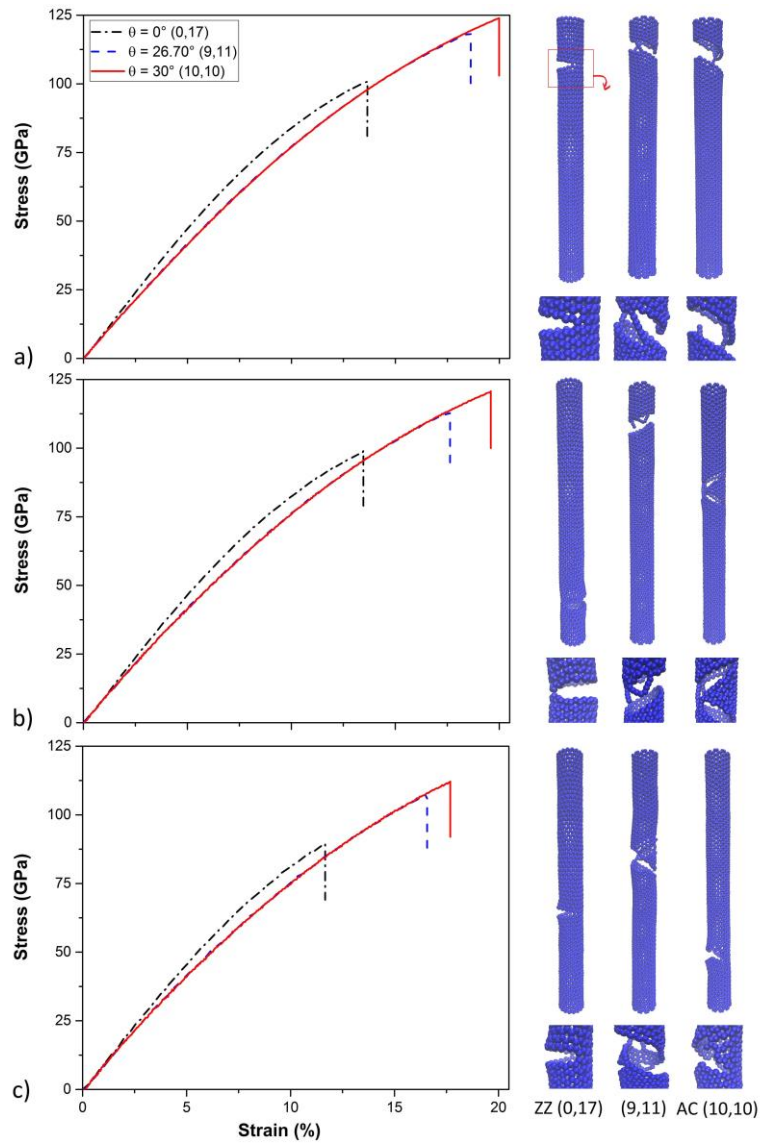 125
100
75
50
25
0
Stress (GPa)
θ = 0° (0,17)
θ = 26.70° (9,11)
θ = 30° (10,10)
a)
125
100
75
50
25
0
Stress (GPa)
b)
125
100
75
50
25
0
Stress (GPa)
c)
0 5 10 15 20
Strain (%)
ZZ (0,17) (9,11) AC (10,10)